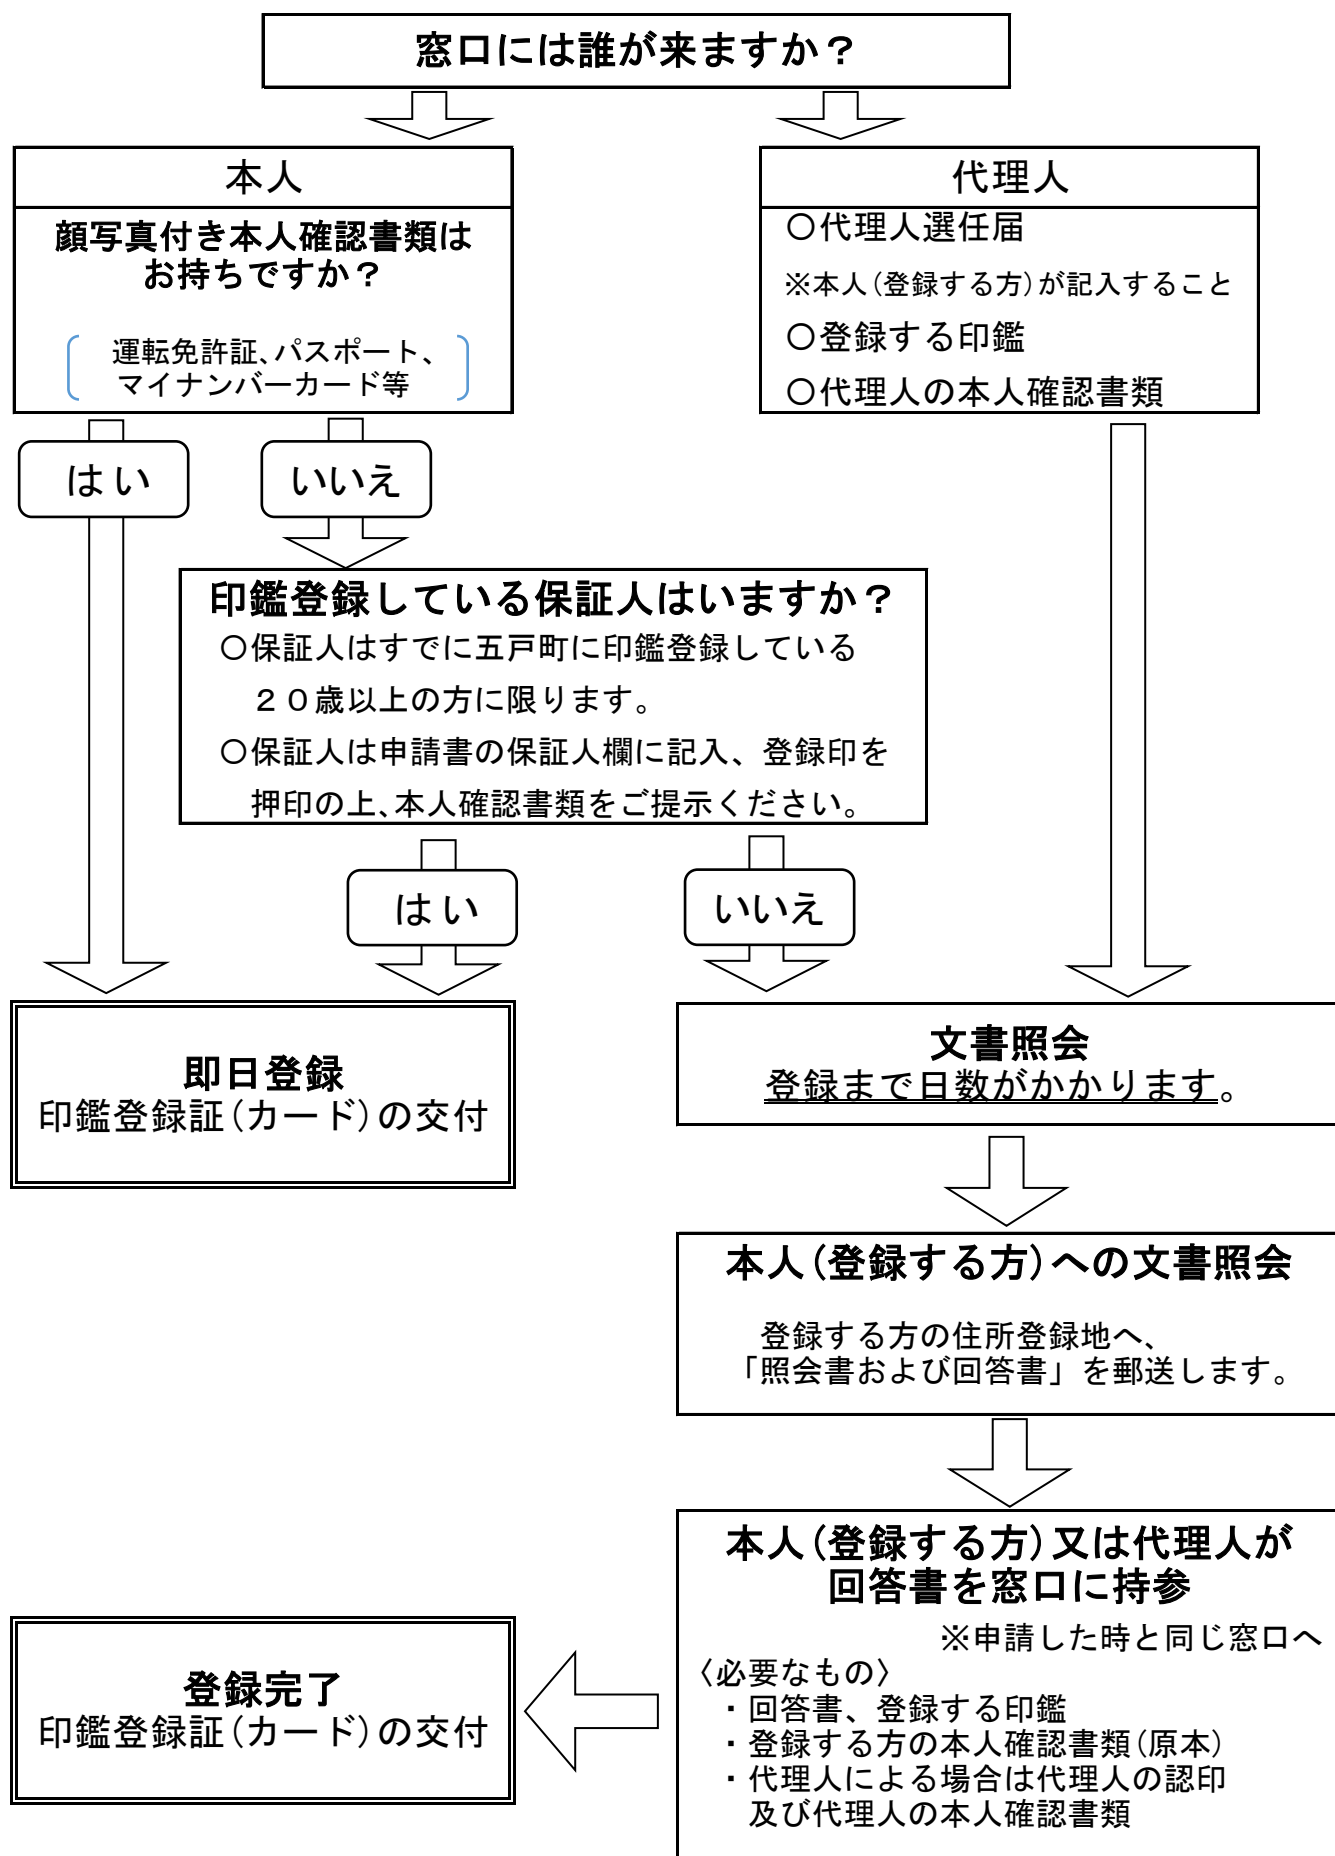 窓口には誰が来ますか？
本人
顔写真付き本人確認書類は
お持ちですか？
運転免許証、パスポート、
マイナンバーカード等
代理人
〇代理人選任届
※本人（登録する方）が記入すること
〇登録する印鑑
〇代理人の本人確認書類
はい
いいえ
印鑑登録している保証人はいますか？
〇保証人はすでに五戸町に印鑑登録している
２０歳以上の方に限ります。
〇保証人は申請書の保証人欄に記入、登録印を
押印の上、本人確認書類をご提示ください。
はい
いいえ
即日登録
印鑑登録証（カード）の交付
文書照会
登録まで日数がかかります。
本人（登録する方）への文書照会
登録する方の住所登録地へ、
「照会書および回答書」を郵送します。
本人（登録する方）又は代理人が
回答書を窓口に持参
※申請した時と同じ窓口へ
〈必要なもの〉
・回答書、登録する印鑑
・登録する方の本人確認書類（原本）
・代理人による場合は代理人の認印
及び代理人の本人確認書類
登録完了
印鑑登録証（カード）の交付